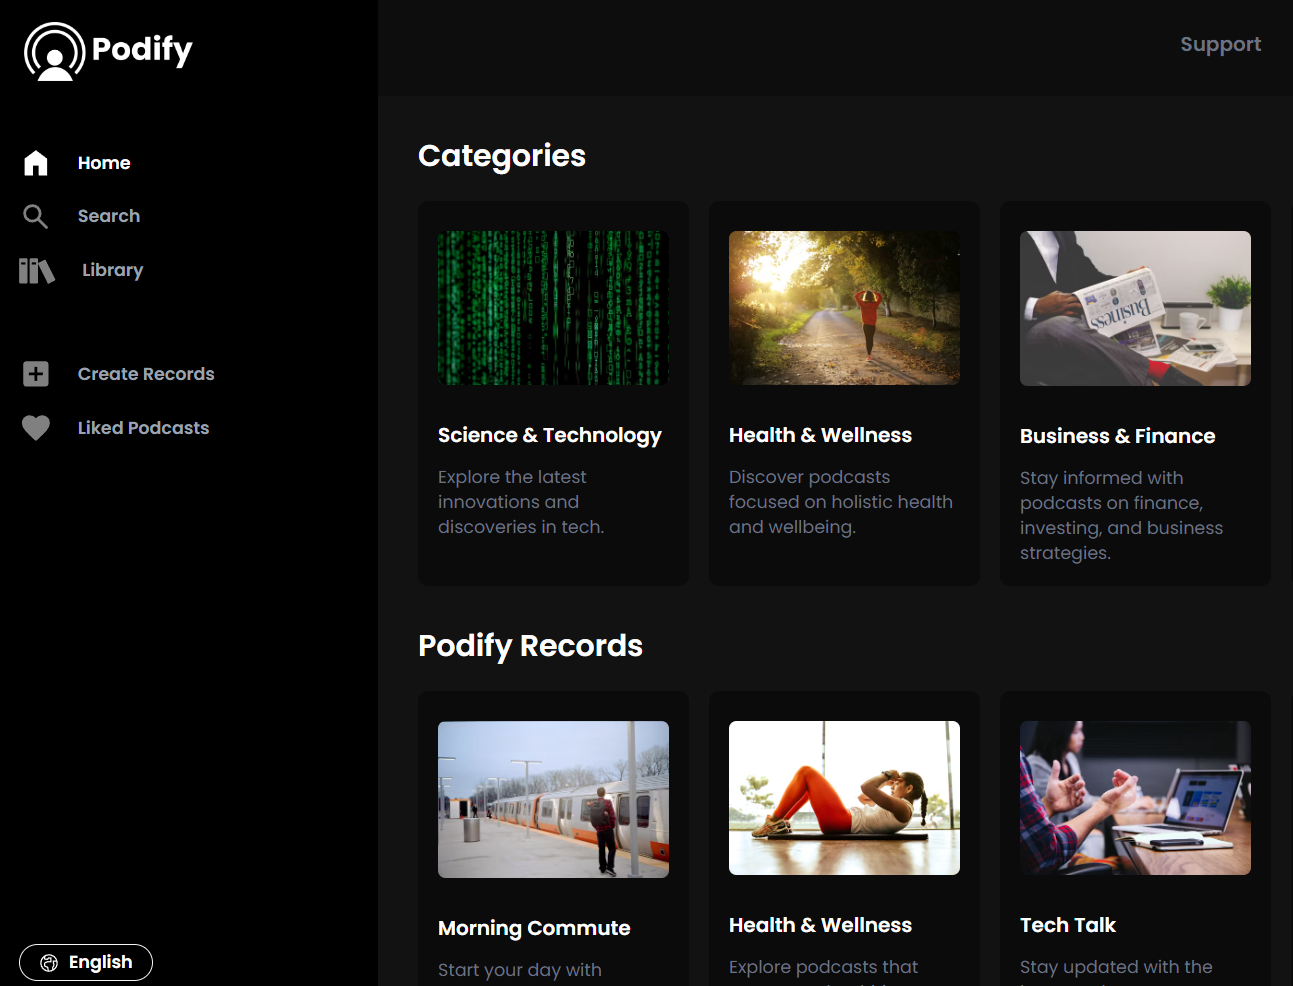 Podify
Support
Home
Search
Library
Create Records
Liked Podcasts
English
Categories
Science & Technology
Explore the latest
innovations and
discoveries in tech.
Health & Wellness
Discover podcasts
focused on holistic health
and wellbeing.
Business
Business & Finance
Stay informed with
podcasts on finance,
investing, and business
strategies.
Podify Records
Morning Commute
Start your day with
Health & Wellness
Explore podcasts that
Tech Talk
Stay updated with the